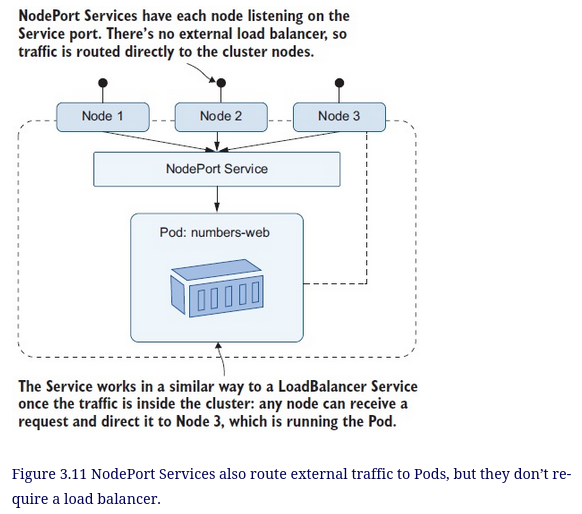 NodePort Services have each node listening on the
Service port. There's no external load balancer, so
traffic is routed directly to the cluster nodes.
Node 1
Node 2
Node 3
NodePort Service
Pod: numbers-web
The Service works in a similar way to a LoadBalancer Service
once the traffic is inside the cluster: any node can receive a
request and direct it to Node 3, which is running the Pod.
Figure 3.11 NodePort Services also route external traffic to Pods, but they don’t re-
quire a load balancer.